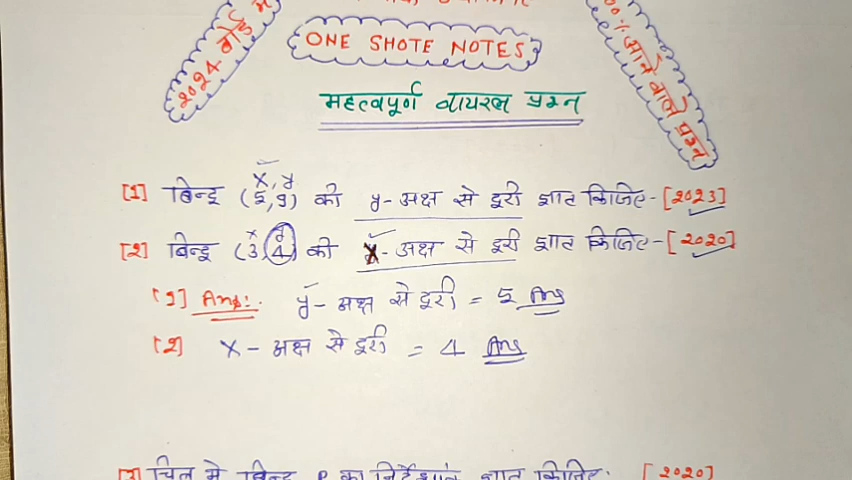 2024 बोर्ड में
ONE SHOTE NOTES
100% आने वाले प्रश्न
महत्वपूर्ण वायरल प्रश्न
x, y
[1] बिन्दु (5,9) की y-अक्ष से दूरी ज्ञात किजिए-[2023]
x y
[2] बिन्दु (3,4) की x-अक्ष से दूरी ज्ञात किजिए-[2020]
[1] Ans:. y-अक्ष से दूरी = 5 Ans
[2] x-अक्ष से दूरी = 4 Ans
[3] चित्र मे बिन्दु P का निर्देशांक ज्ञात किजिए. [2020]